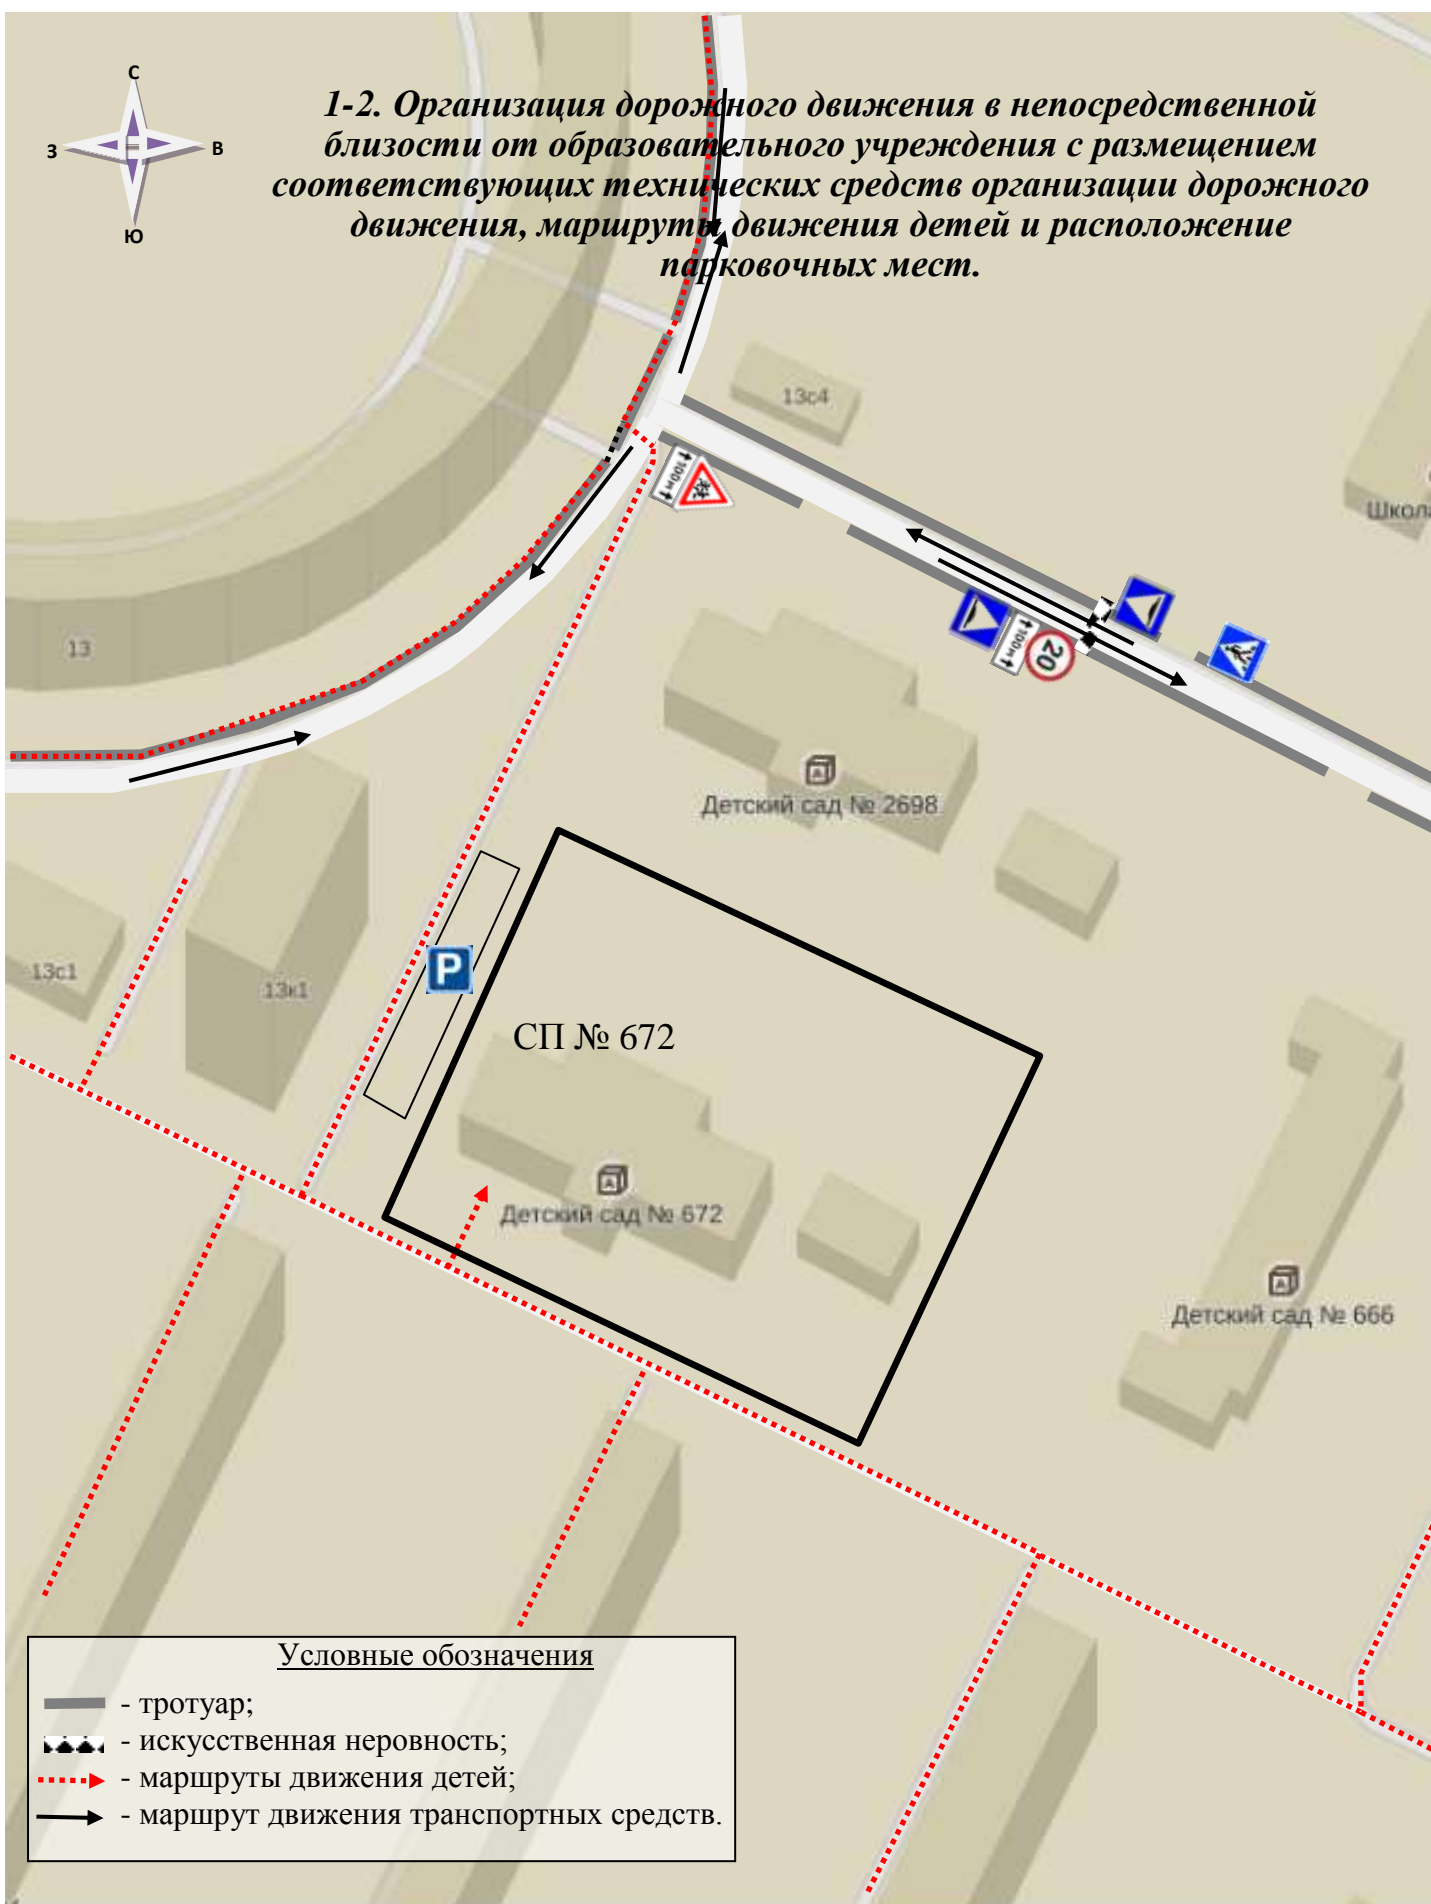 С
З
В
Ю
1-2. Организация дорожного движения в непосредственной
близости от образовательного учреждения с размещением
соответствующих технических средств организации дорожного
движения, маршруты движения детей и расположение
парковочных мест.
13с4
Школа
100м
100м
20
13
Детский сад № 2698
13с1
13к1
P
СП № 672
Детский сад № 672
Детский сад № 666
Условные обозначения
- тротуар;
- искусственная неровность;
- маршруты движения детей;
- маршрут движения транспортных средств.